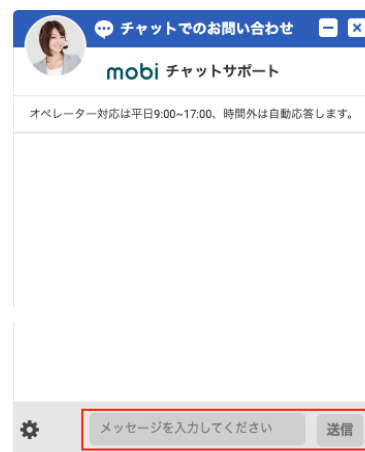 チャットでのお問い合わせ
mobi チャットサポート
オペレーター対応は平日9:00~17:00、時間外は自動応答します。
メッセージを入力してください 送信